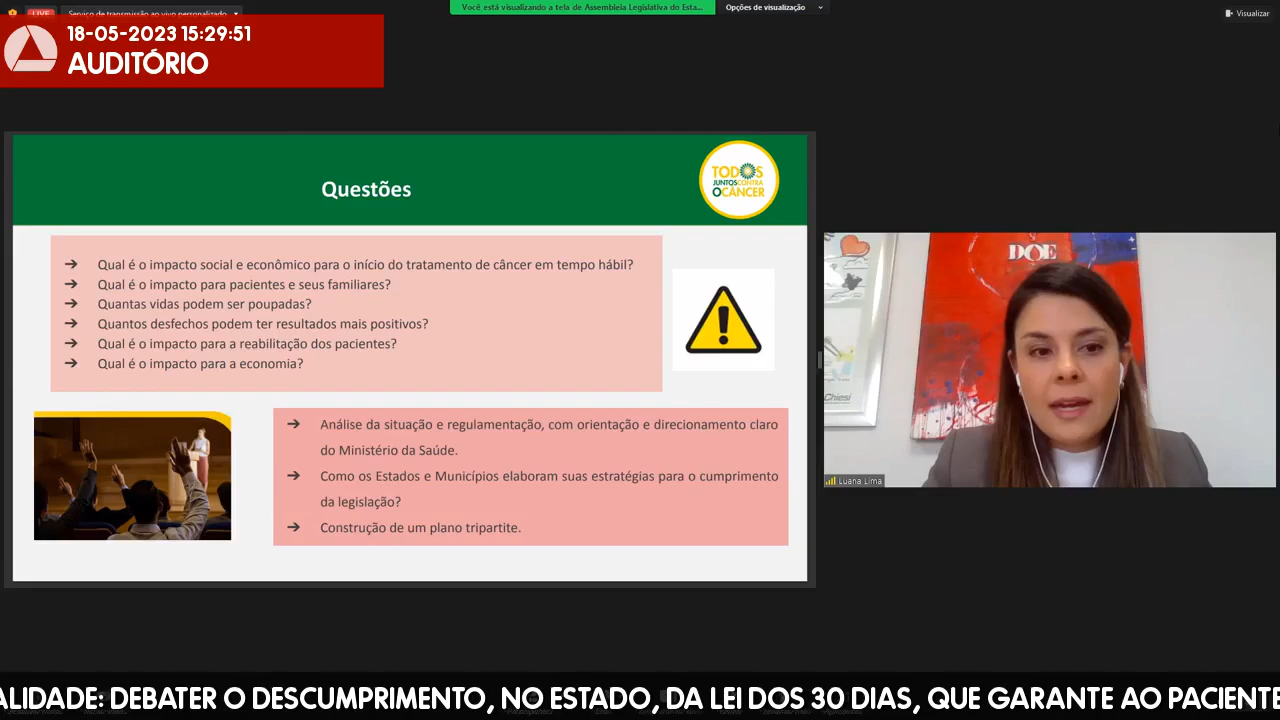 LIVE
Serviço de transmissão ao vivo personalizado
Você está visualizando a tela de Assembleia Legislativa do Esta...
Opções de visualização
Visualizar
18-05-2023 15:29:51
AUDITÓRIO
Questões
TODOS
JUNTOS CONTRA
O CÂNCER
➔ Qual é o impacto social e econômico para o início do tratamento de câncer em tempo hábil?
➔ Qual é o impacto para pacientes e seus familiares?
➔ Quantas vidas podem ser poupadas?
➔ Quantos desfechos podem ter resultados mais positivos?
➔ Qual é o impacto para a reabilitação dos pacientes?
➔ Qual é o impacto para a economia?
➔ Análise da situação e regulamentação, com orientação e direcionamento claro
do Ministério da Saúde.
➔ Como os Estados e Municípios elaboram suas estratégias para o cumprimento
da legislação?
➔ Construção de um plano tripartite.
DOE
Chiesi
Luana Lima
ALIDADE: DEBATER O DESCUMPRIMENTO, NO ESTADO, DA LEI DOS 30 DIAS, QUE GARANTE AO PACIENTE